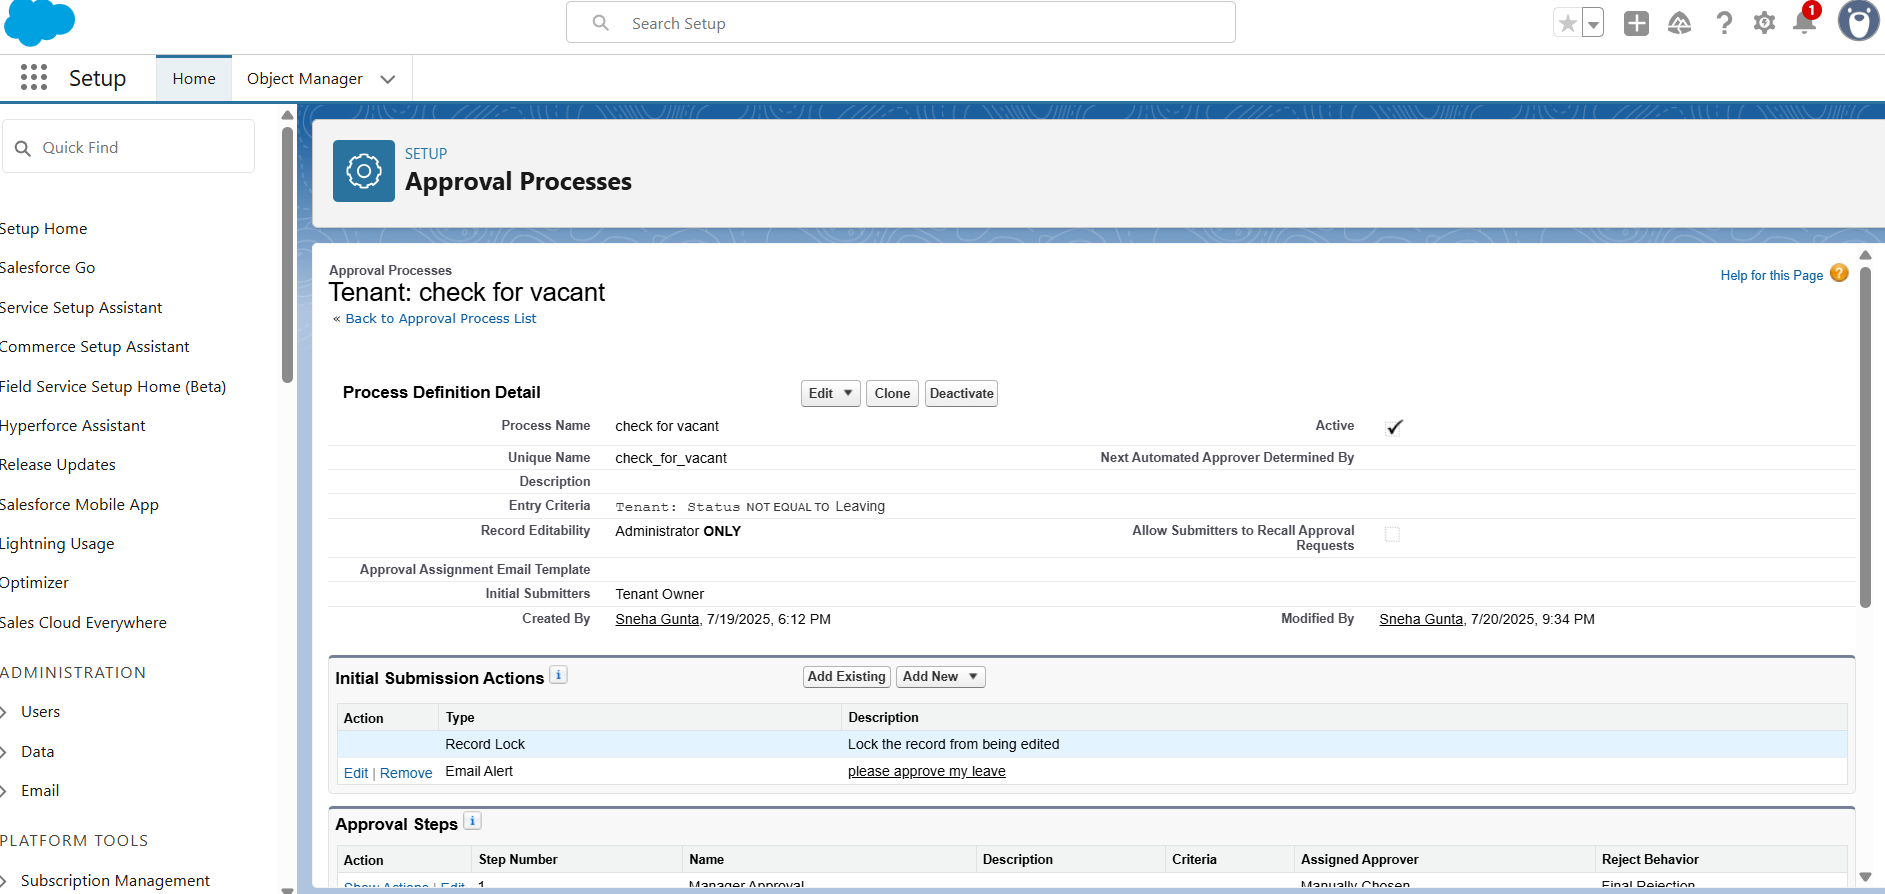 Search Setup
1
Setup
Home
Object Manager
Quick Find
Setup Home
Salesforce Go
Service Setup Assistant
Commerce Setup Assistant
Field Service Setup Home (Beta)
Hyperforce Assistant
Release Updates
Salesforce Mobile App
Lightning Usage
Optimizer
Sales Cloud Everywhere
ADMINISTRATION
Users
Data
Email
PLATFORM TOOLS
Subscription Management
SETUP
Approval Processes
Approval Processes
Tenant: check for vacant
« Back to Approval Process List
Help for this Page ?
Process Definition Detail Edit Clone Deactivate
Process Name check for vacant Active
Unique Name check_for_vacant Next Automated Approver Determined By
Description
Entry Criteria Tenant: Status NOT EQUAL TO Leaving
Record Editability Administrator ONLY Allow Submitters to Recall Approval
Requests
Approval Assignment Email Template
Initial Submitters Tenant Owner
Created By Sneha Gunta, 7/19/2025, 6:12 PM Modified By Sneha Gunta, 7/20/2025, 9:34 PM
Initial Submission Actions i Add Existing Add New
Action Type Description
Record Lock Lock the record from being edited
Edit | Remove Email Alert please approve my leave
Approval Steps i
Action Step Number Name Description Criteria Assigned Approver Reject Behavior
Show Actions | Edit 1 Manager Approval Manually Chosen Final Rejection